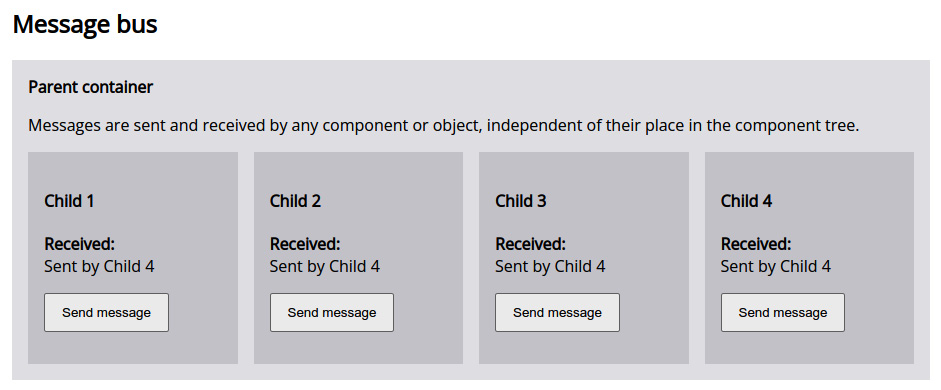 Message bus
Parent container
Messages are sent and received by any component or object, independent of their place in the component tree.
Child 1
Received:
Sent by Child 4
Send message
Child 2
Received:
Sent by Child 4
Send message
Child 3
Received:
Sent by Child 4
Send message
Child 4
Received:
Sent by Child 4
Send message